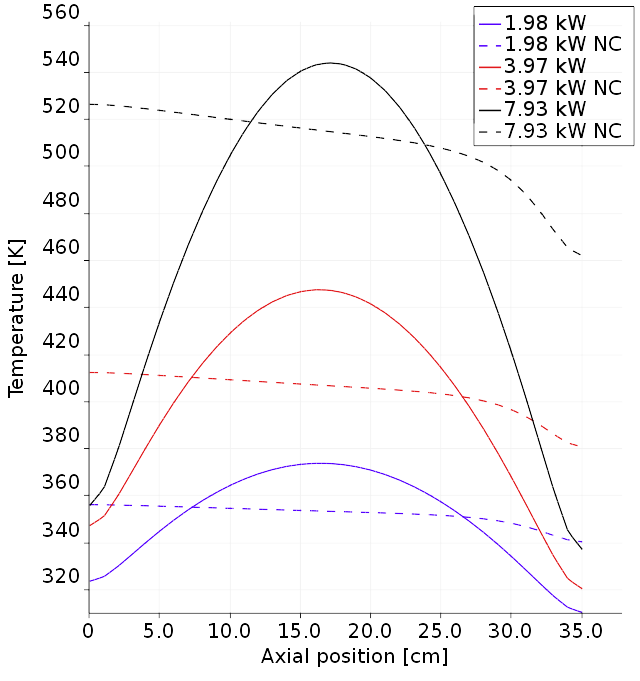 560
540
520
500
480
460
440
420
400
380
360
340
320
Temperature [K]
1.98 kW
1.98 kW NC
3.97 kW
3.97 kW NC
7.93 kW
7.93 kW NC
0 5.0 10.0 15.0 20.0 25.0 30.0 35.0
Axial position [cm]